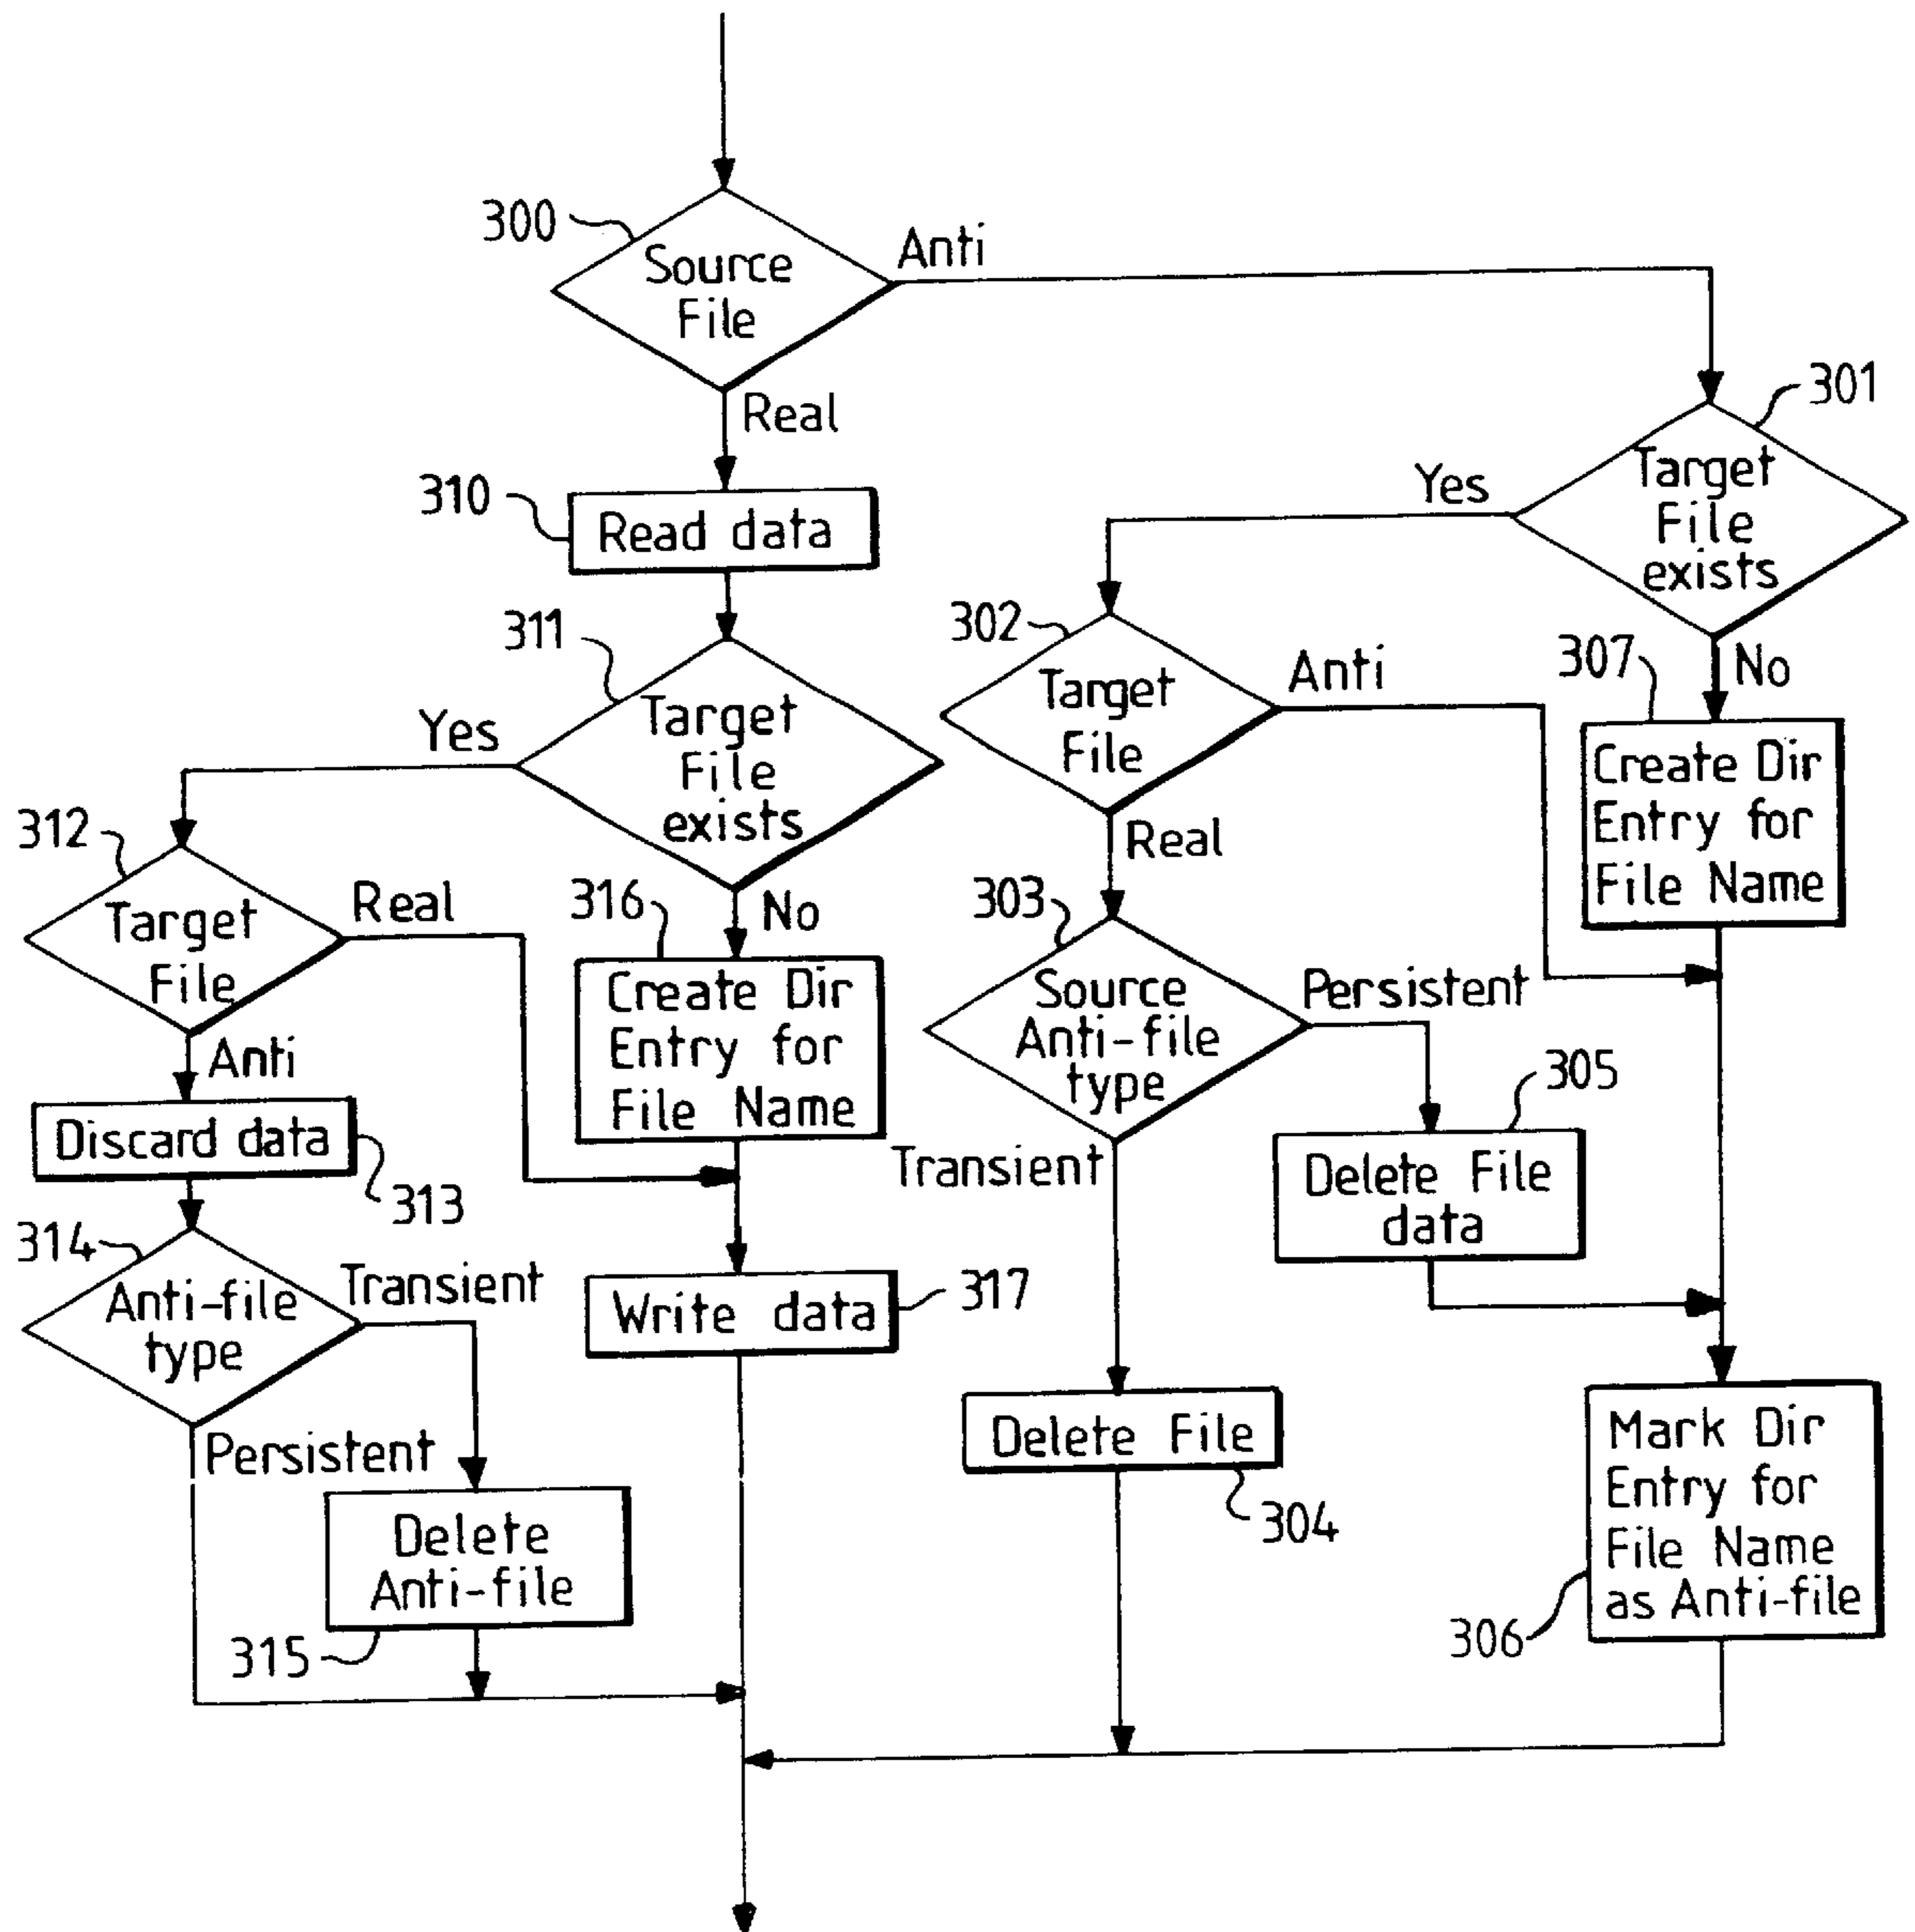 300
Source
File
Anti
Real
301
Target
File
exists
Yes
No
310
Read data
311
Target
File
exists
Yes
No
302
Target
File
Anti
Real
307
Create Dir
Entry for
File Name
312
Target
File
Real
Anti
316
Create Dir
Entry for
File Name
303
Source
Anti-file
type
Persistent
Transient
305
Delete File
data
Discard data
313
314
Anti-file
type
Transient
Persistent
Write data
317
Delete File
304
Mark Dir
Entry for
File Name
as Anti-file
306
Delete
Anti-file
315